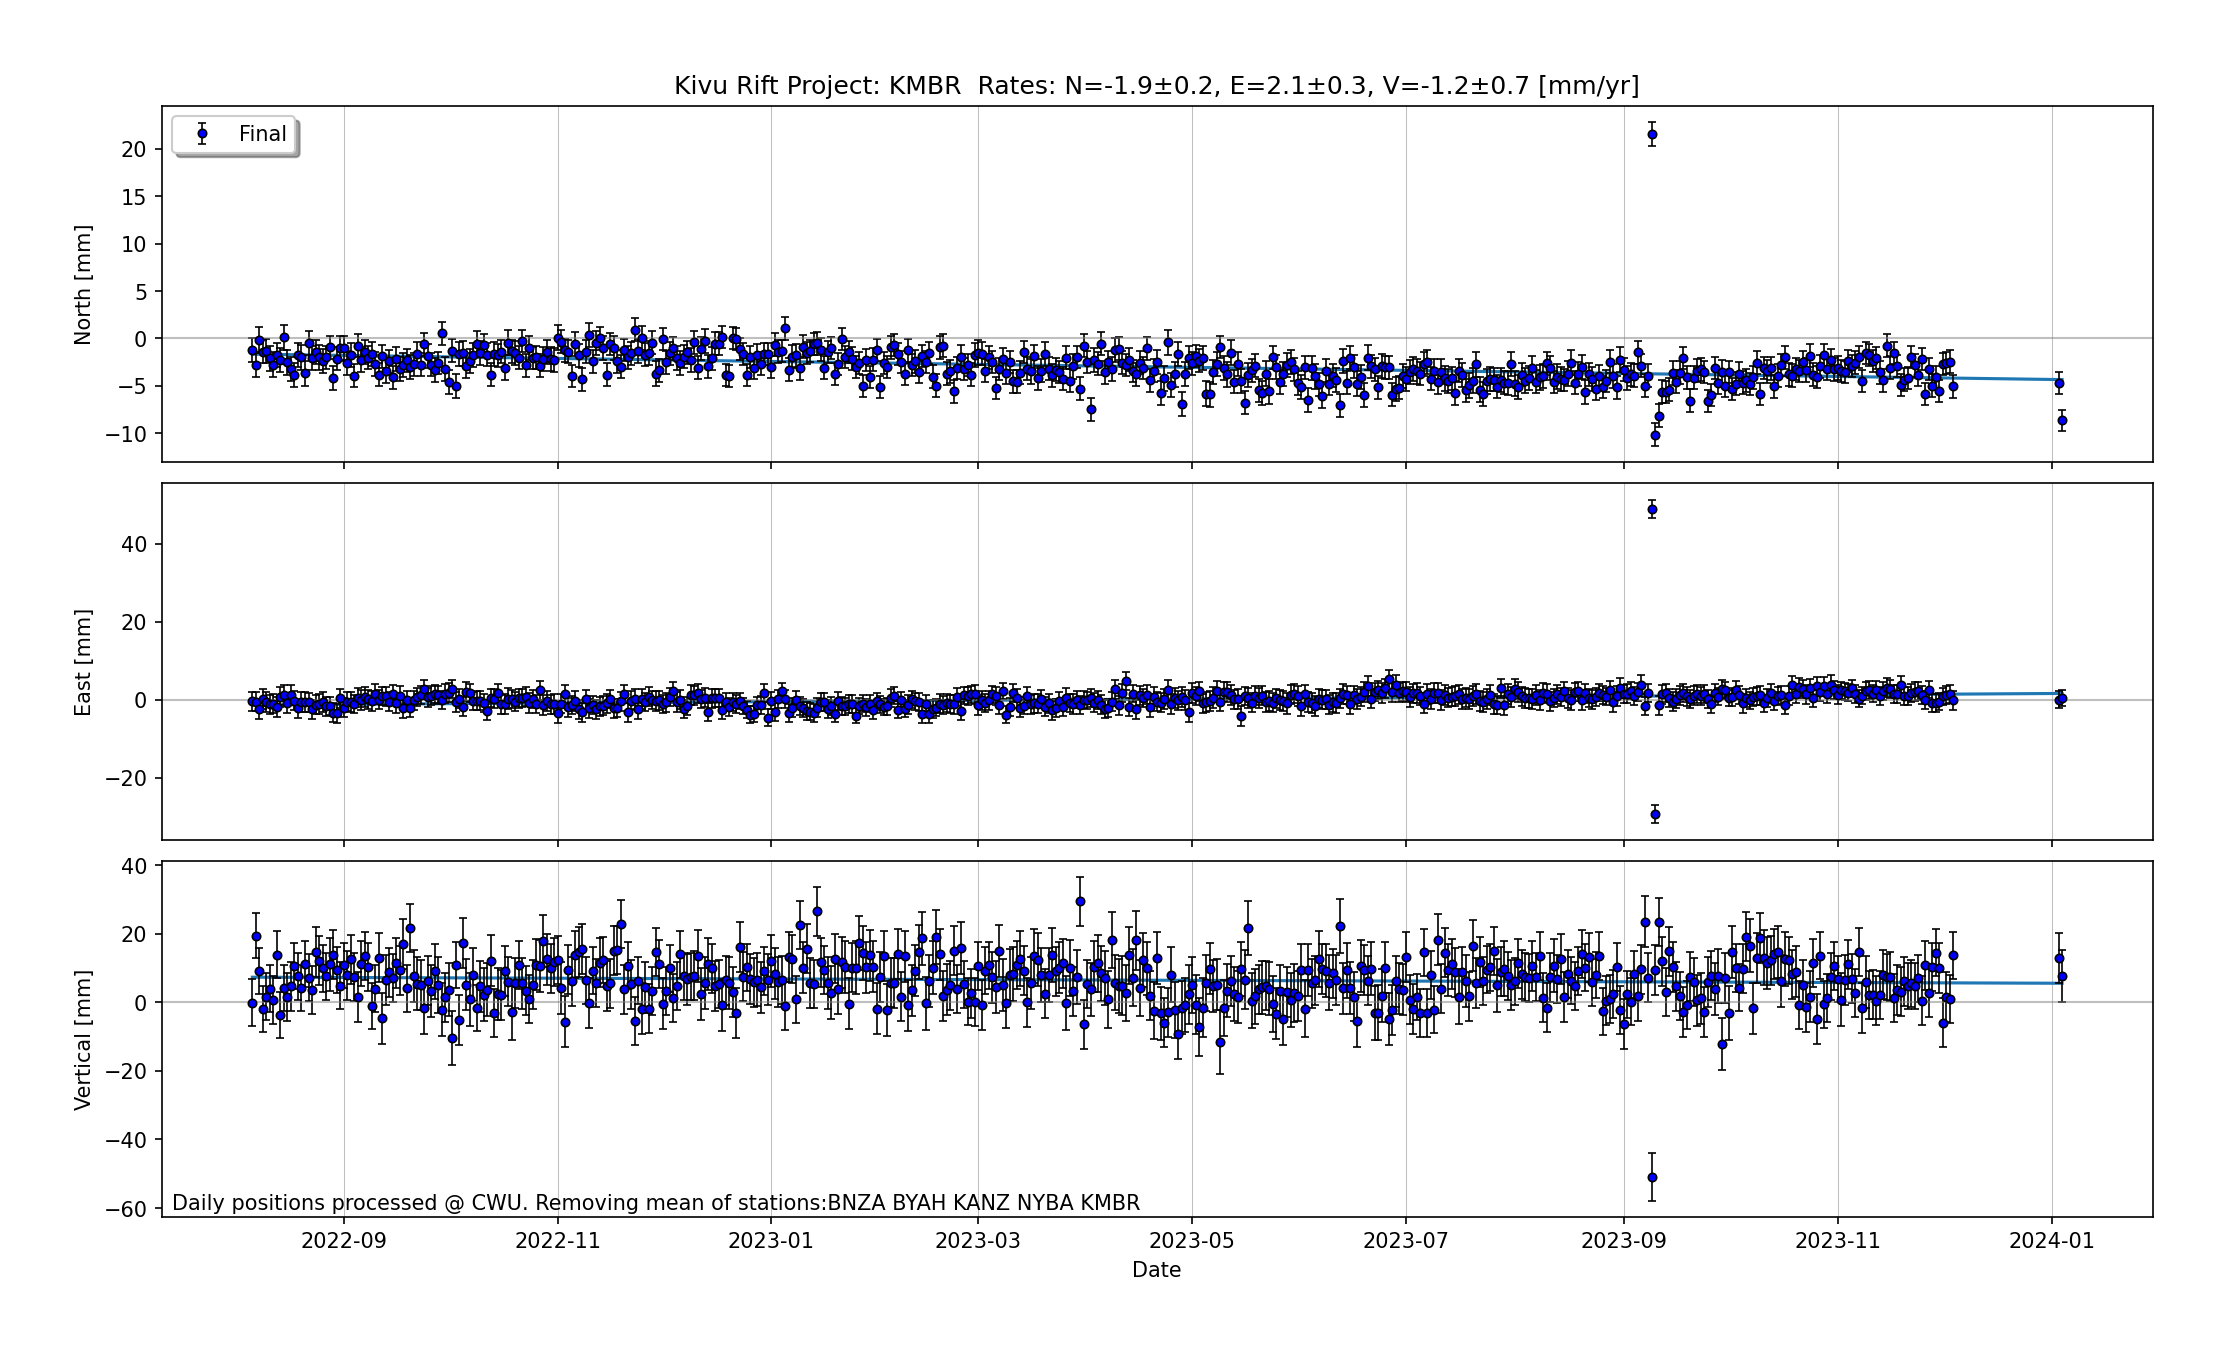 Kivu Rift Project: KMBR  Rates: N=-1.9±0.2, E=2.1±0.3, V=-1.2±0.7 [mm/yr]
Final
North [mm]
20
15
10
5
0
−5
−10
East [mm]
40
20
0
−20
Vertical [mm]
40
20
0
−20
−40
−60
Daily positions processed @ CWU. Removing mean of stations:BNZA BYAH KANZ NYBA KMBR
2022-09 2022-11 2023-01 2023-03 2023-05 2023-07 2023-09 2023-11 2024-01
Date